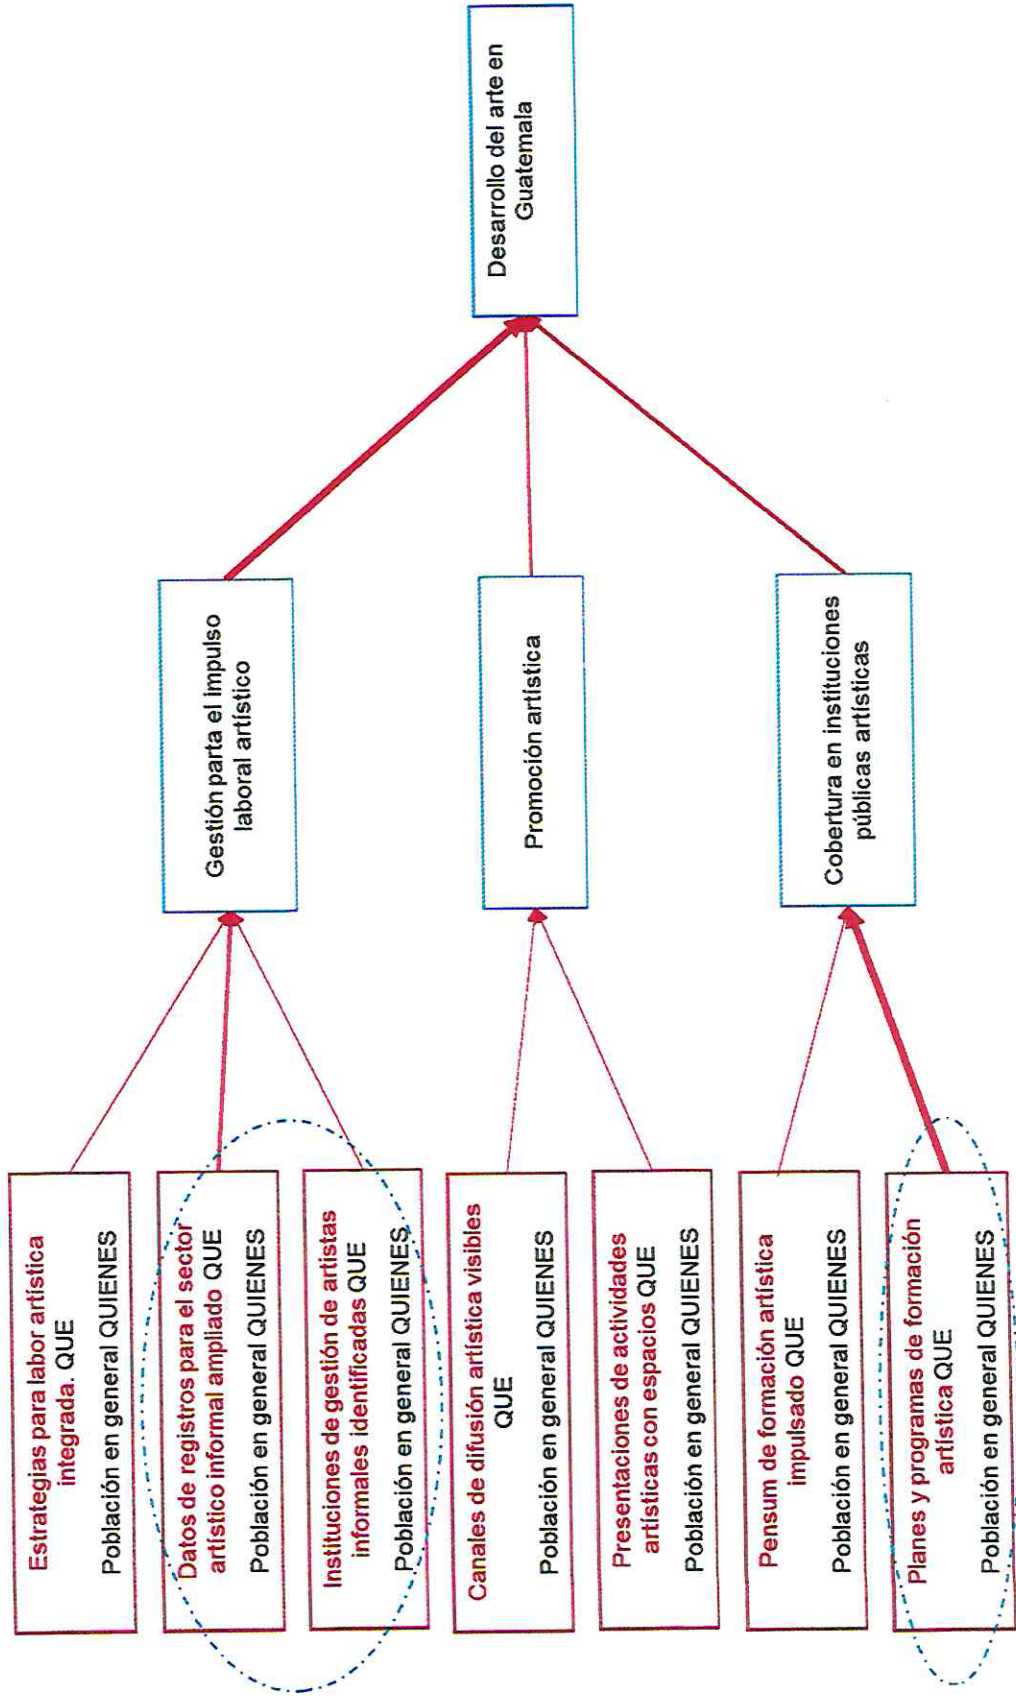 Estrategias para labor artística
integrada. QUE
Población en general QUIENES
Datos de registros para el sector
artístico informal ampliado QUE
Población en general QUIENES
Instituciones de gestión de artistas
informales identificadas QUE
Población en general QUIENES
Canales de difusión artística visibles
QUE
Población en general QUIENES
Presentaciones de actividades
artísticas con espacios QUE
Población en general QUIENES
Pensum de formación artística
impulsado QUE
Población en general QUIENES
Planes y programas de formación
artística QUE
Población en general QUIENES
Gestión parta el impulso
laboral artístico
Promoción artística
Cobertura en instituciones
públicas artísticas
Desarrollo del arte en
Guatemala